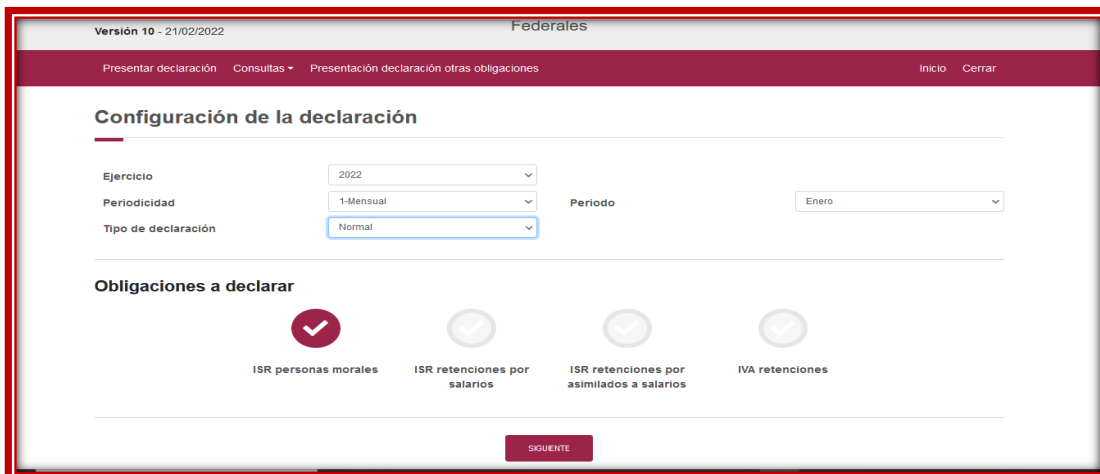 Federales
Versión 10 - 21/02/2022
Presentar declaración Consultas Presentación declaración otras obligaciones Inicio Cerrar
Configuración de la declaración
Ejercicio 2022
Periodicidad 1-Mensual Periodo Enero
Tipo de declaración Normal
Obligaciones a declarar
ISR personas morales ISR retenciones por ISR retenciones por IVA retenciones
salarios asimilados a salarios
SIGUIENTE